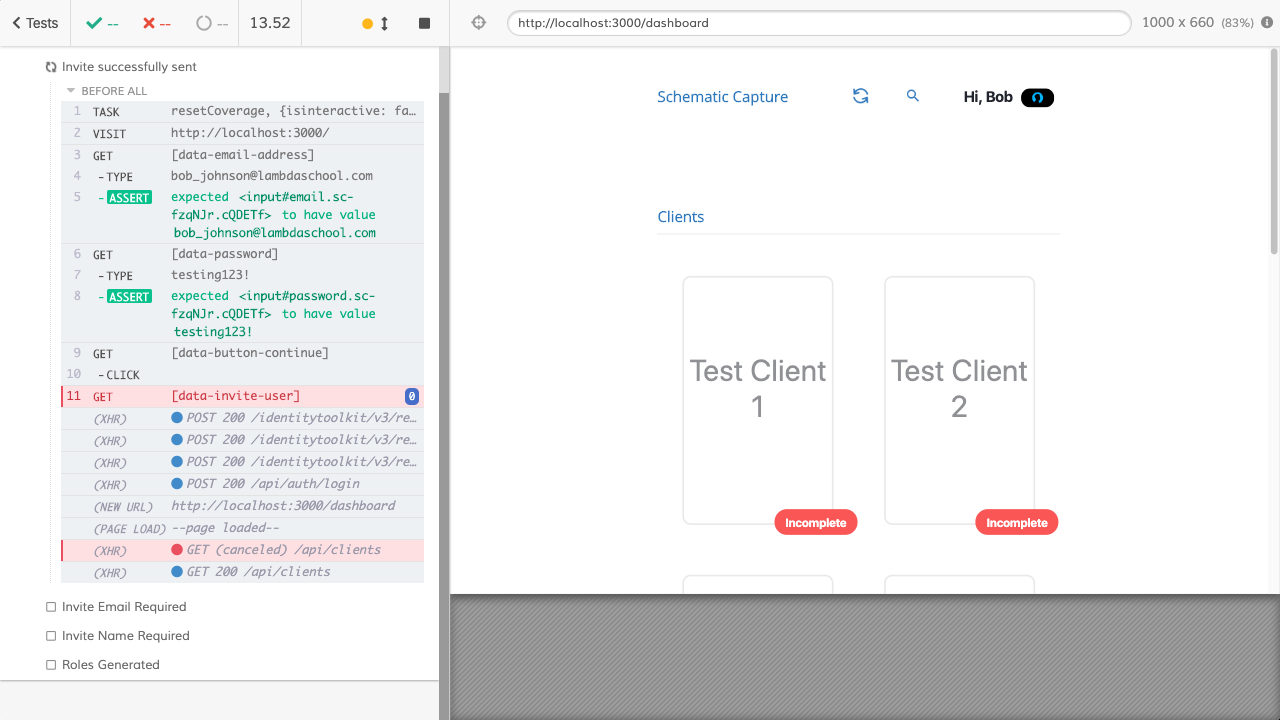 Tests
--
--
--
13.52
http://localhost:3000/dashboard
1000 x 660 (83%)
Invite successfully sent
BEFORE ALL
1 TASK resetCoverage, {isinteractive: fa…
2 VISIT http://localhost:3000/
3 GET [data-email-address]
4 -TYPE bob_johnson@lambdaschool.com
5 -ASSERT expected <input#email.sc-
fzqNJr.cQDETf> to have value
bob_johnson@lambdaschool.com
6 GET [data-password]
7 -TYPE testing123!
8 -ASSERT expected <input#password.sc-
fzqNJr.cQDETf> to have value
testing123!
9 GET [data-button-continue]
10 -CLICK
11 GET [data-invite-user] 0
(XHR) POST 200 /identitytoolkit/v3/re…
(XHR) POST 200 /identitytoolkit/v3/re…
(XHR) POST 200 /identitytoolkit/v3/re…
(XHR) POST 200 /api/auth/login
(NEW URL) http://localhost:3000/dashboard
(PAGE LOAD) --page loaded--
(XHR) GET (canceled) /api/clients
(XHR) GET 200 /api/clients
Invite Email Required
Invite Name Required
Roles Generated
Schematic Capture
Hi, Bob
Clients
Test Client
1
Incomplete
Test Client
2
Incomplete